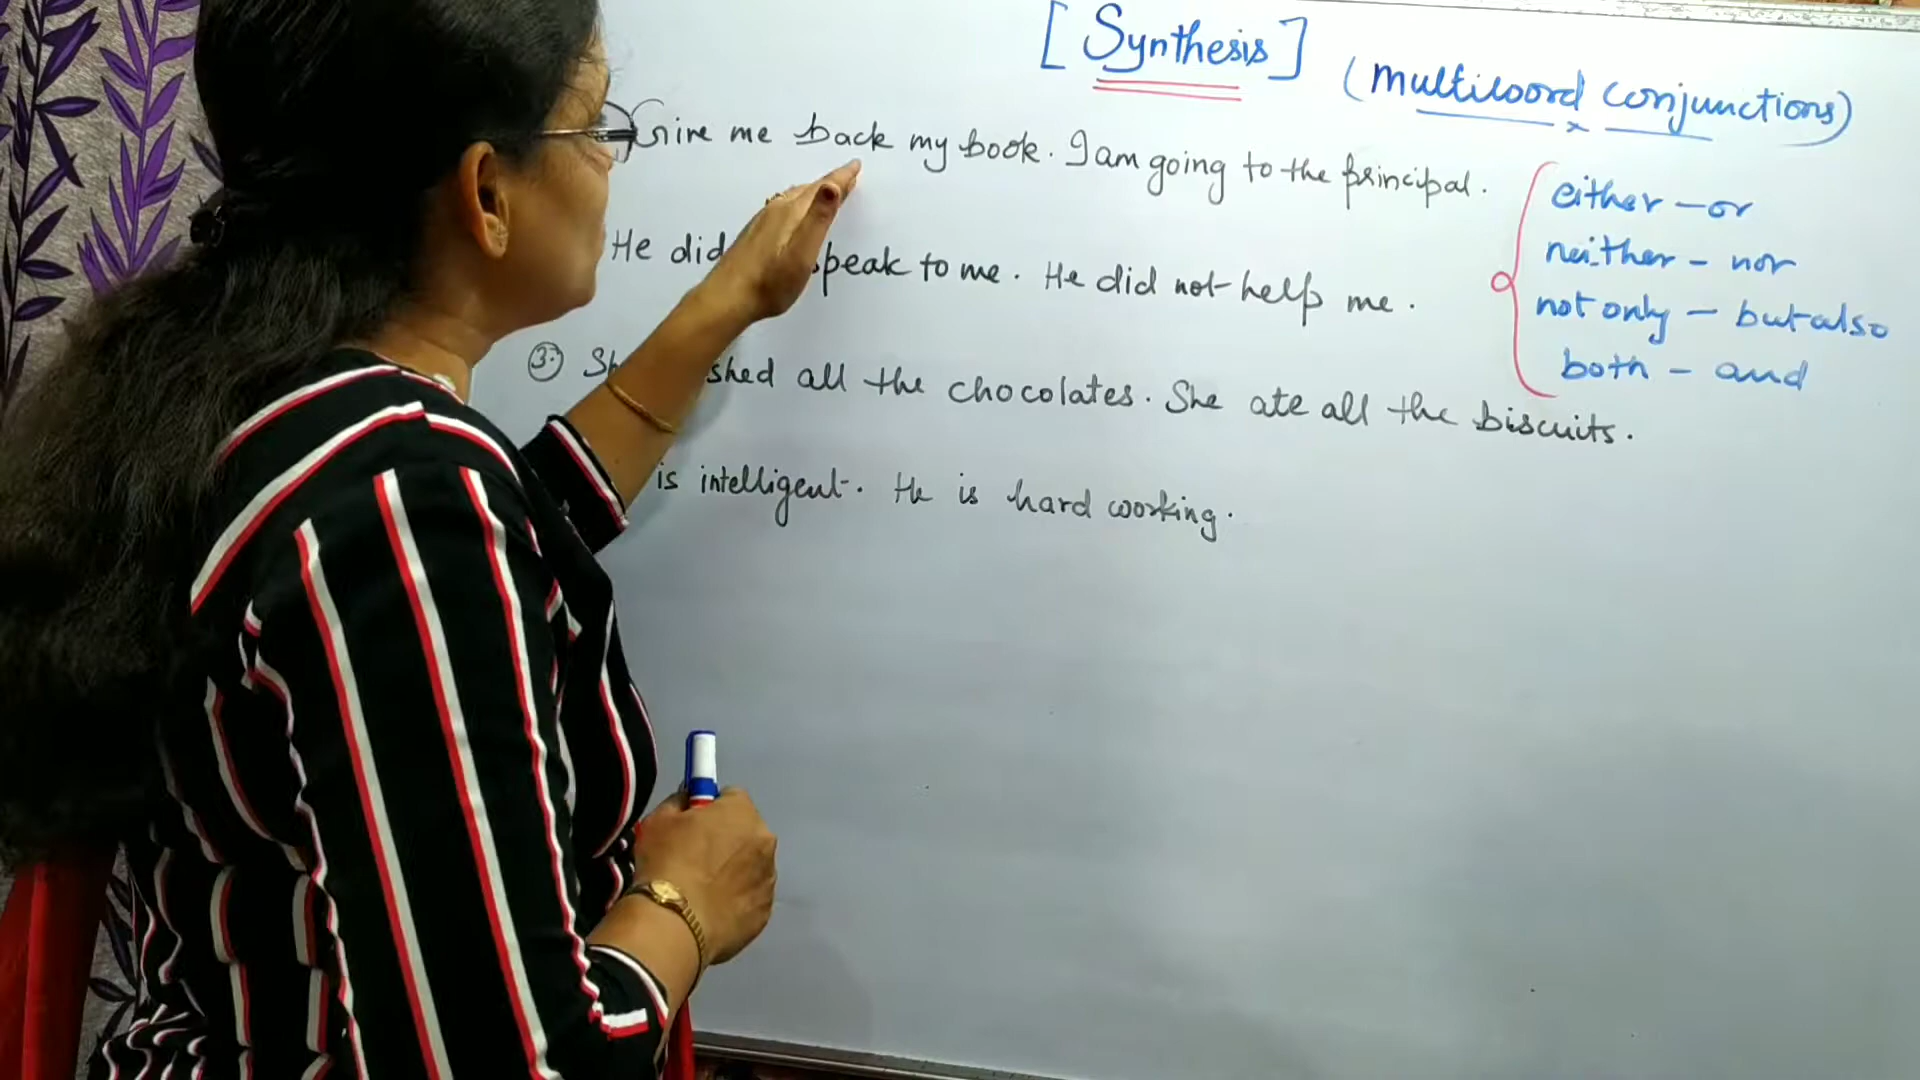 [ Synthesis ]
(Multiword conjunctions)
Give me back my book. I am going to the principal.
He did speak to me. He did not help me.
3. all the chocolates. She ate all the biscuits.
is intelligent. He is hard working.
either - or
neither - nor
not only - but also
both - and